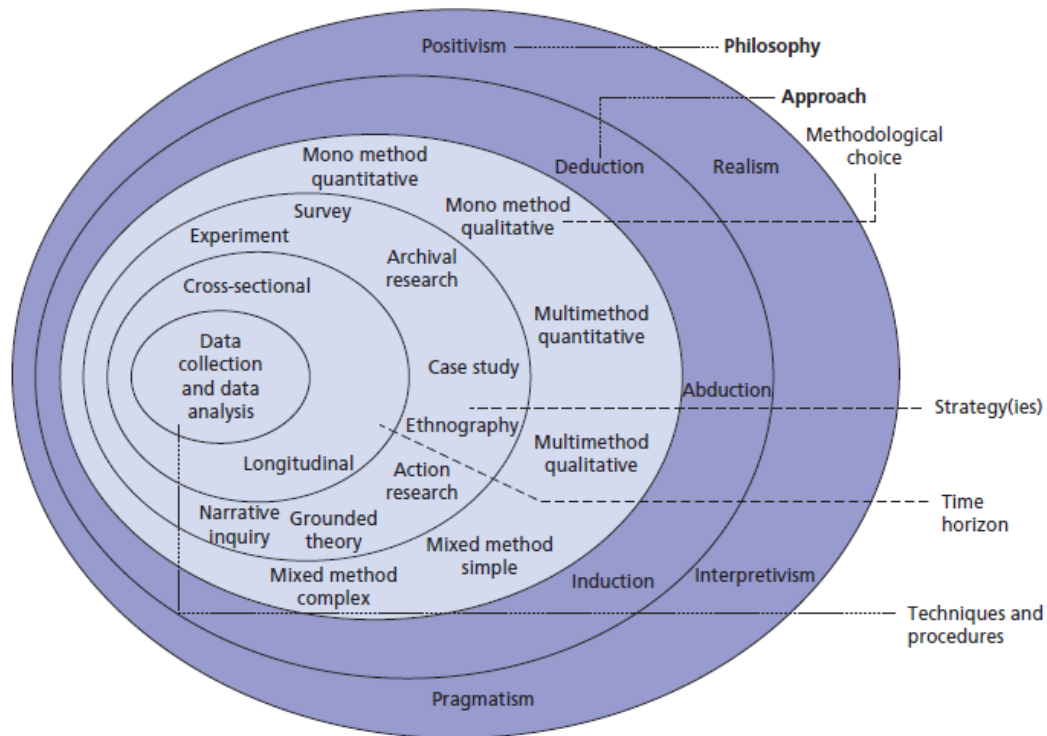 Positivism
Philosophy
Approach
Methodological
choice
Mono method
quantitative
Deduction
Realism
Survey
Mono method
qualitative
Experiment
Archival
research
Cross-sectional
Multimethod
quantitative
Data
collection
and data
analysis
Case study
Abduction
Strategy(ies)
Ethnography
Multimethod
qualitative
Longitudinal
Action
research
Time
horizon
Narrative
inquiry
Grounded
theory
Mixed method
simple
Mixed method
complex
Induction
Interpretivism
Techniques and
procedures
Pragmatism